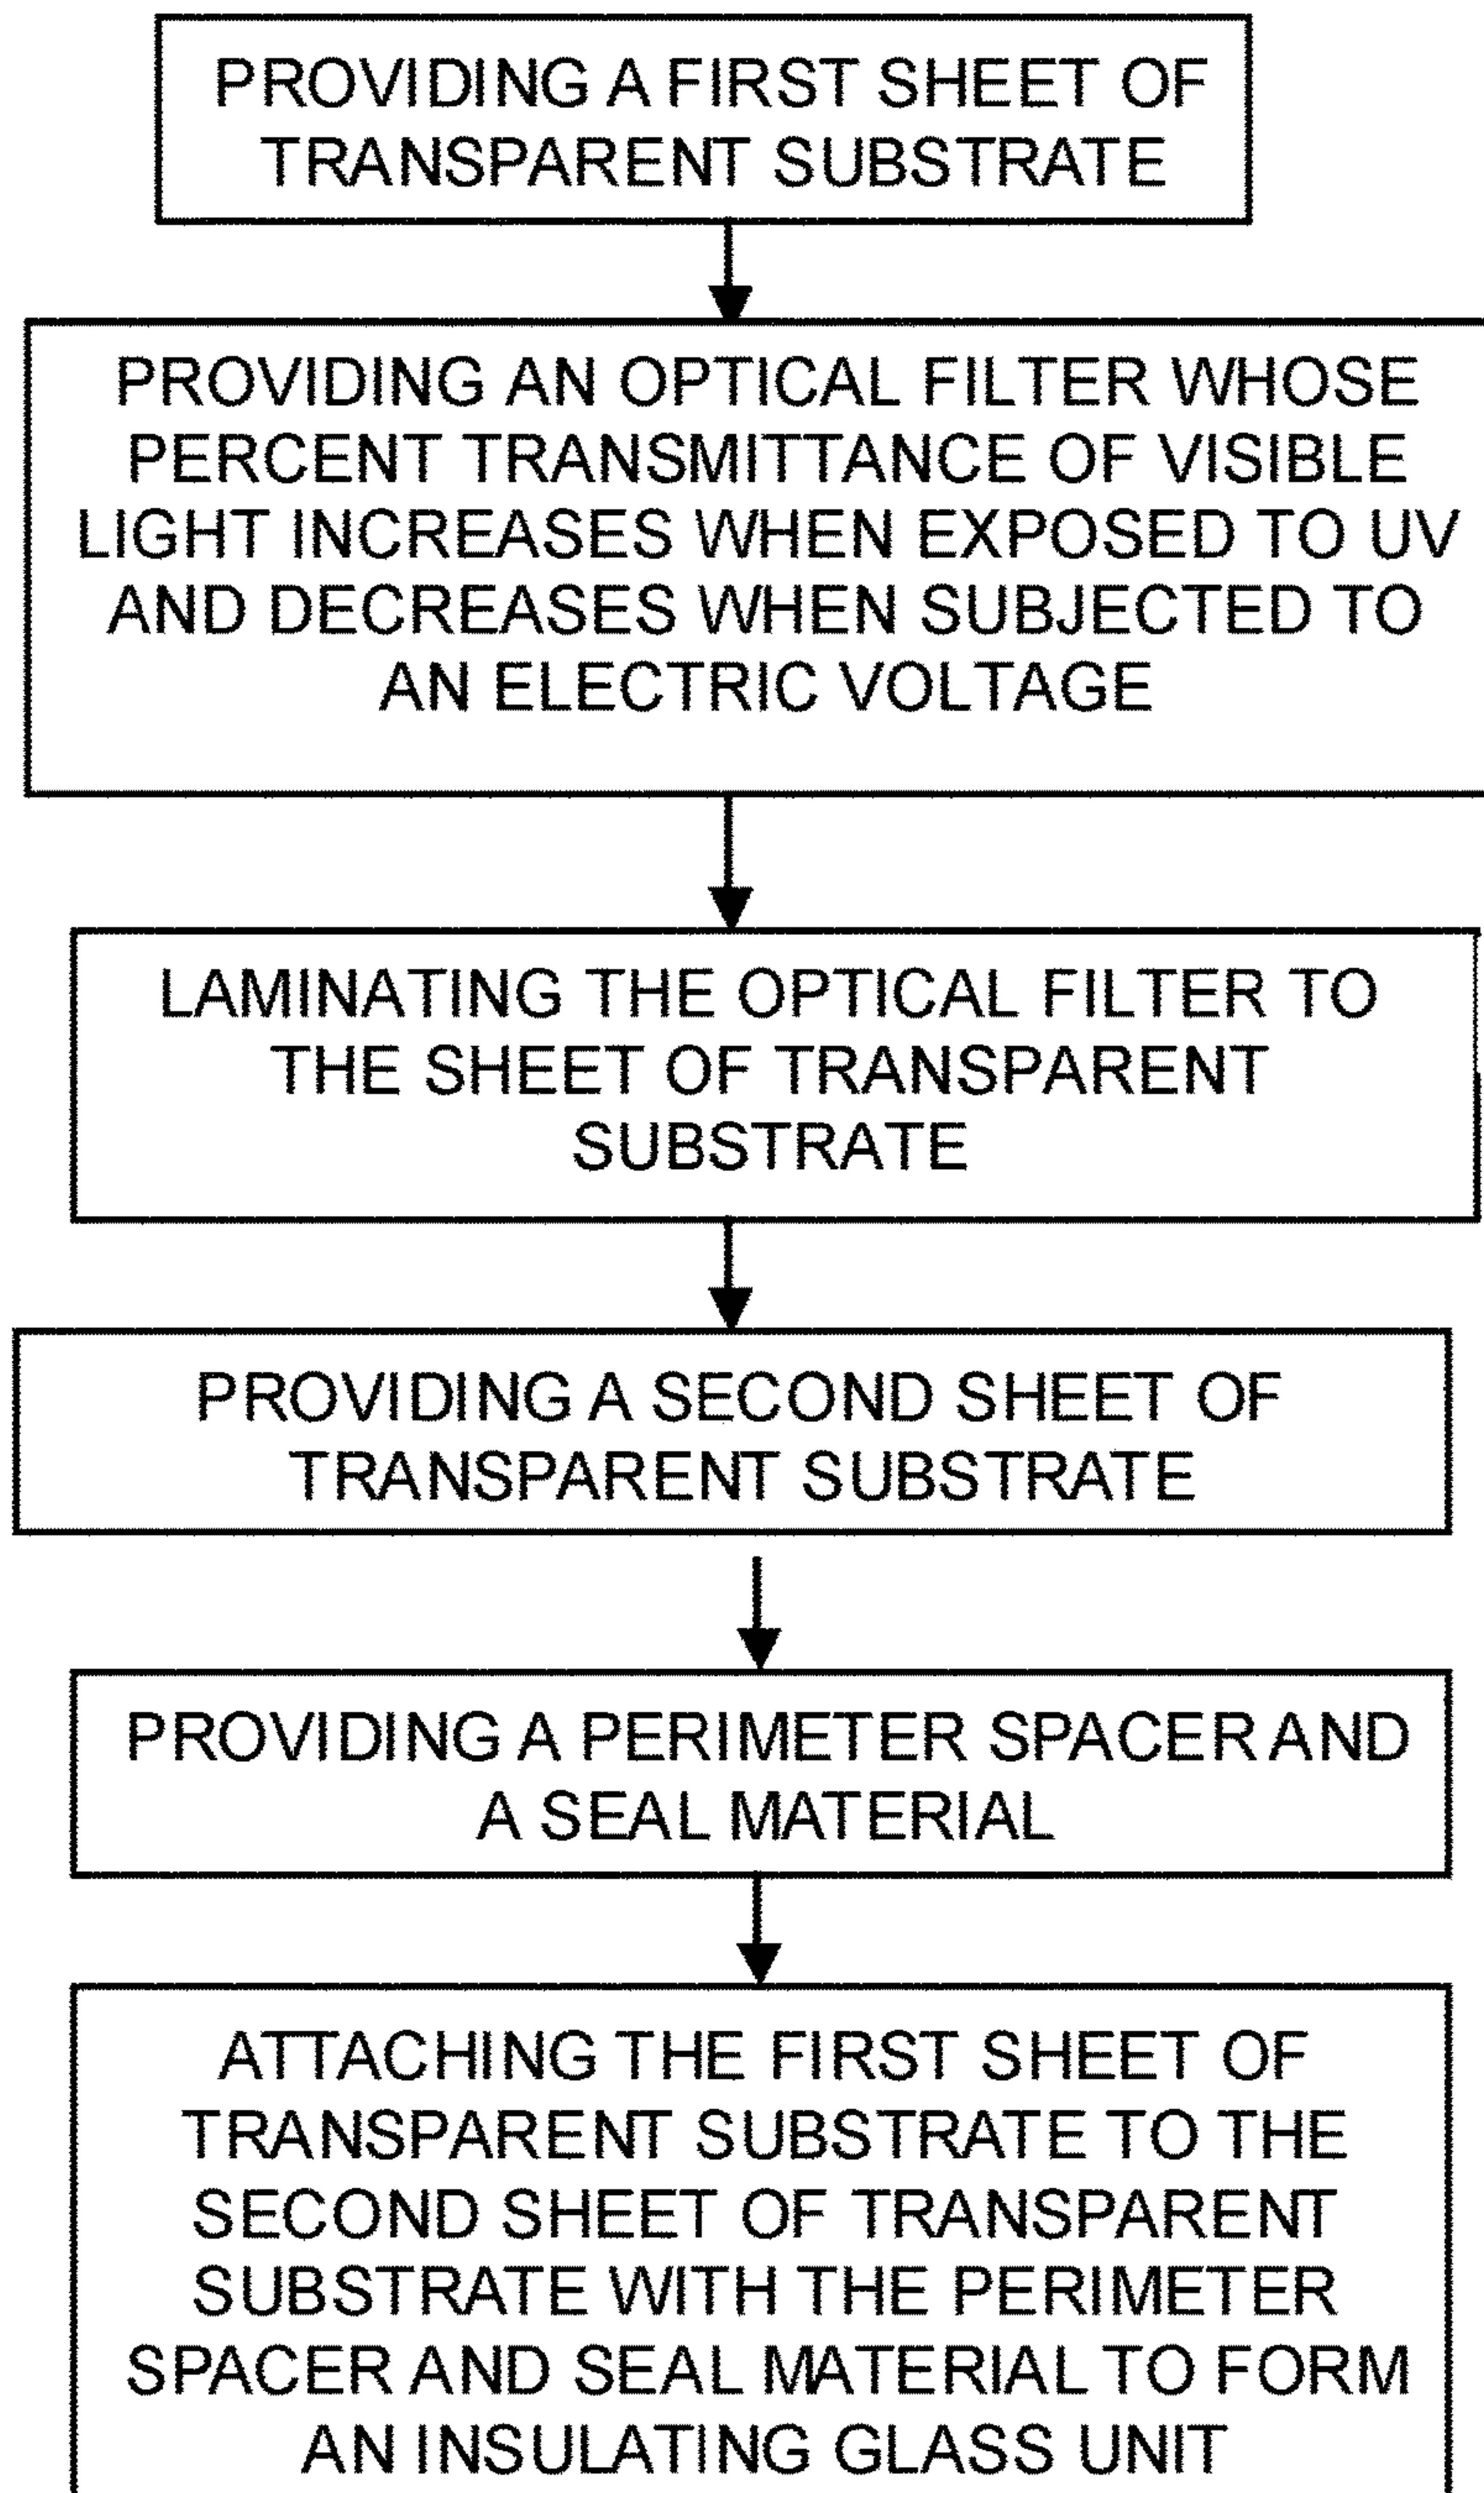 PROVIDING A FIRST SHEET OF
TRANSPARENT SUBSTRATE
PROVIDING AN OPTICAL FILTER WHOSE
PERCENT TRANSMITTANCE OF VISIBLE
LIGHT INCREASES WHEN EXPOSED TO UV
AND DECREASES WHEN SUBJECTED TO
AN ELECTRIC VOLTAGE
LAMINATING THE OPTICAL FILTER TO
THE SHEET OF TRANSPARENT
SUBSTRATE
PROVIDING A SECOND SHEET OF
TRANSPARENT SUBSTRATE
PROVIDING A PERIMETER SPACER AND
A SEAL MATERIAL
ATTACHING THE FIRST SHEET OF
TRANSPARENT SUBSTRATE TO THE
SECOND SHEET OF TRANSPARENT
SUBSTRATE WITH THE PERIMETER
SPACER AND SEAL MATERIAL TO FORM
AN INSULATING GLASS UNIT